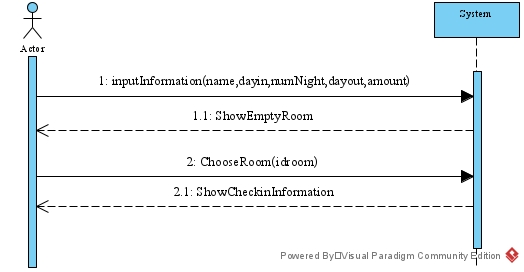 Actor
System
1: inputInformation(name,dayin,numNight,dayout,amount)
1.1: ShowEmptyRoom
2: ChooseRoom(idroom)
2.1: ShowCheckinInformation
Powered By Visual Paradigm Community Edition